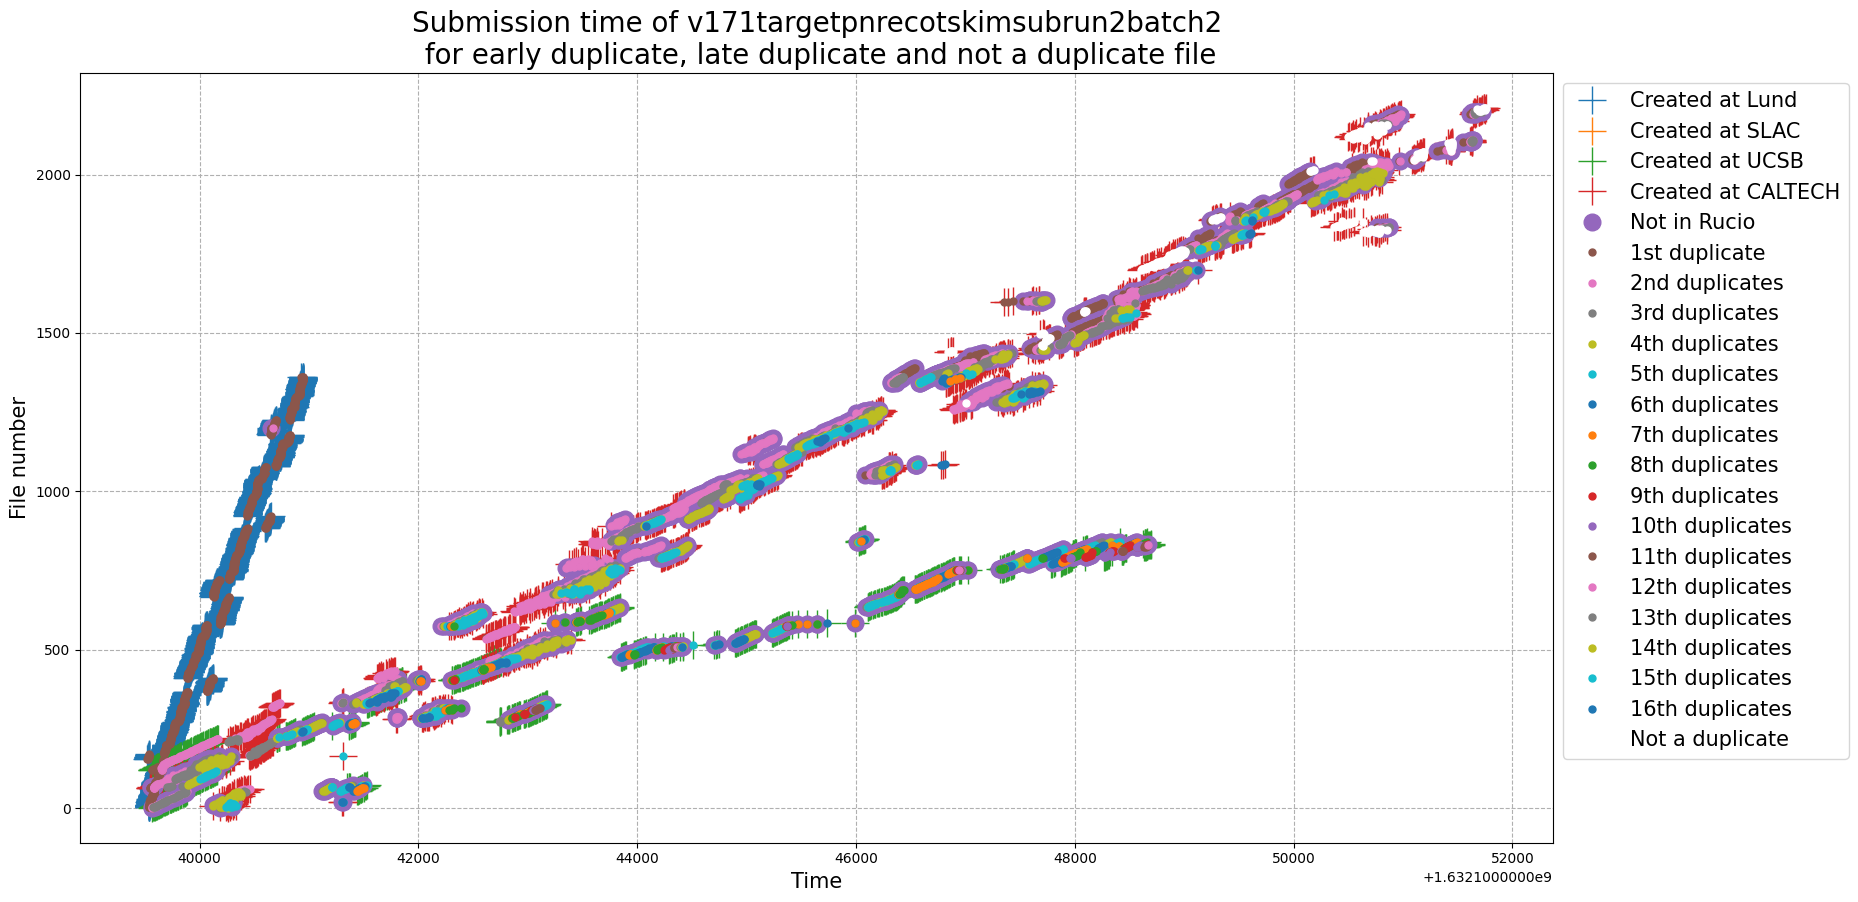 Submission time of v171targetpnrecotskimsubrun2batch2
for early duplicate, late duplicate and not a duplicate file
File number
2000
1500
1000
500
0
40000
42000
44000
46000
48000
50000
52000
Time
+1.6321000000e9
Created at Lund
Created at SLAC
Created at UCSB
Created at CALTECH
Not in Rucio
1st duplicate
2nd duplicates
3rd duplicates
4th duplicates
5th duplicates
6th duplicates
7th duplicates
8th duplicates
9th duplicates
10th duplicates
11th duplicates
12th duplicates
13th duplicates
14th duplicates
15th duplicates
16th duplicates
Not a duplicate